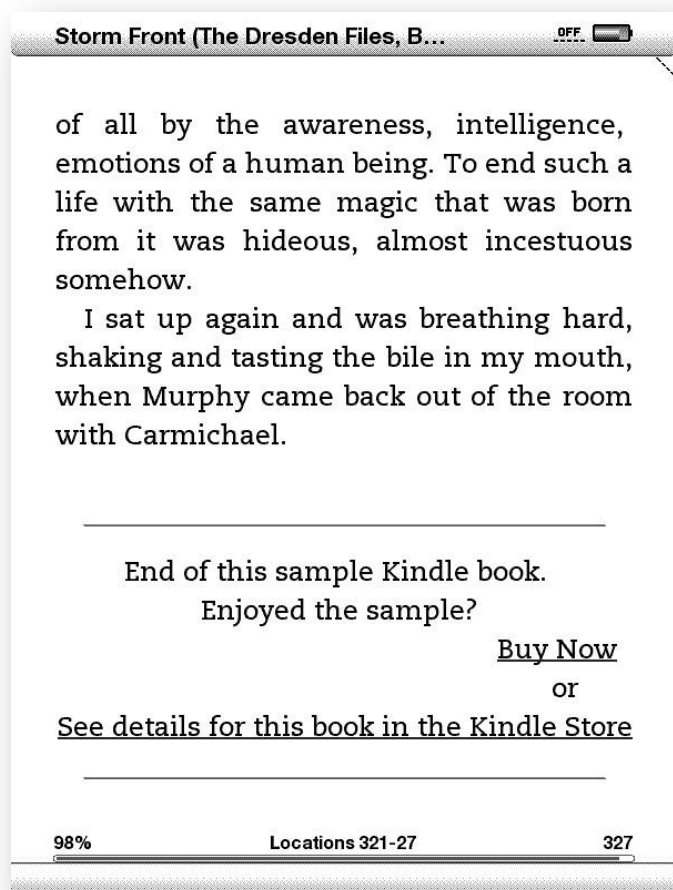 Storm Front (The Dresden Files, B...
OFF
of all by the awareness, intelligence,
emotions of a human being. To end such a
life with the same magic that was born
from it was hideous, almost incestuous
somehow.
I sat up again and was breathing hard,
shaking and tasting the bile in my mouth,
when Murphy came back out of the room
with Carmichael.
End of this sample Kindle book.
Enjoyed the sample?
Buy Now
or
See details for this book in the Kindle Store
98% Locations 321-27 327